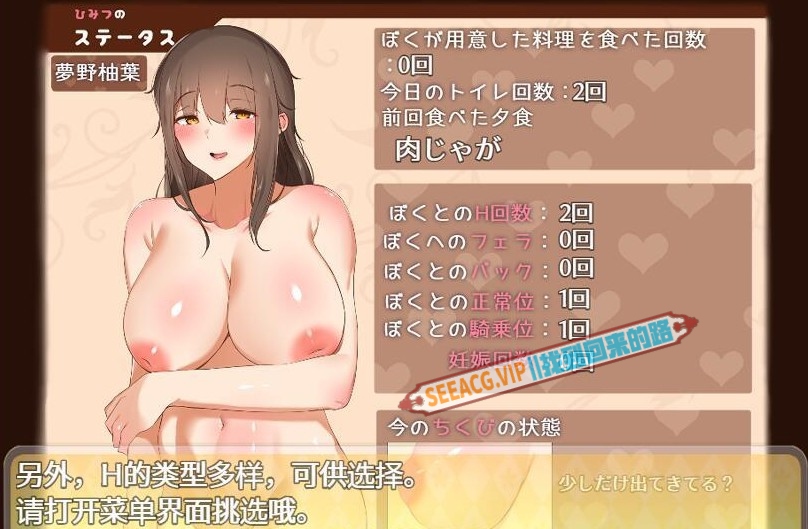 ひみつの
ステータス
夢野柚葉
ぼくが用意した料理を食べた回数
:0回
今日のトイレ回数:2回
前回食べた夕食
肉じゃが
ぼくとのH回数:2回
ぼくへのフェラ:0回
ぼくとのバック:0回
ぼくとの正常位:1回
ぼくとの騎乗位:1回
妊娠回数 0回
SEEACG.VIP||找到回来的路
今のちくびの状態
少しだけ出てきてる?
另外，H的类型多样，可供选择。
请打开菜单界面挑选哦。